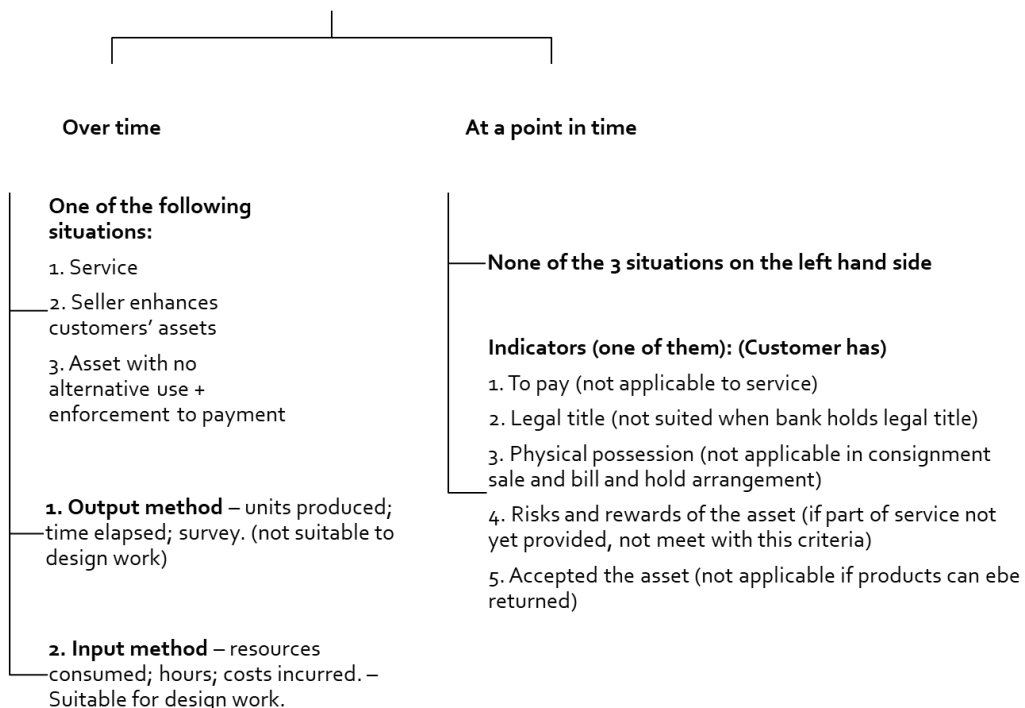 Over time
At a point in time
One of the following
situations:
1. Service
2. Seller enhances
customers’ assets
3. Asset with no
alternative use +
enforcement to payment
1. Output method – units produced;
time elapsed; survey. (not suitable to
design work)
2. Input method – resources
consumed; hours; costs incurred. –
Suitable for design work.
None of the 3 situations on the left hand side
Indicators (one of them): (Customer has)
1. To pay (not applicable to service)
2. Legal title (not suited when bank holds legal title)
3. Physical possession (not applicable in consignment
sale and bill and hold arrangement)
4. Risks and rewards of the asset (if part of service not
yet provided, not meet with this criteria)
5. Accepted the asset (not applicable if products can ebe
returned)